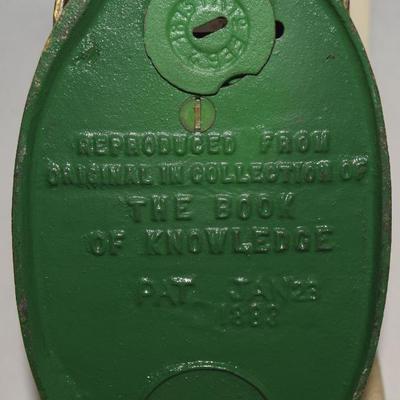 REPRODUCED FROM
ORIGINAL IN COLLECTION OF
THE BOOK
OF KNOWLEDGE
PAT. JAN 23
1883